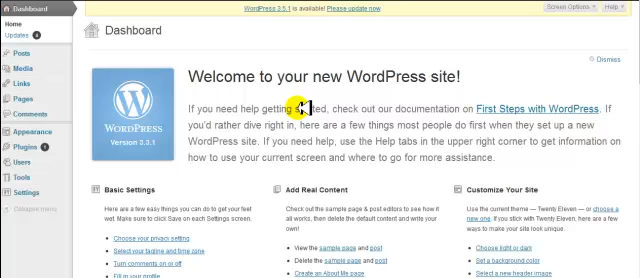 Dashboard
WordPress 3.5.1 is available! Please update now
Screen Options
Help
Home
Updates
Dashboard
Posts
Media
Links
Pages
Comments
Appearance
Plugins
Users
Tools
Settings
Collapse menu
Dismiss
WORDPRESS
Version 3.3.1
Welcome to your new WordPress site!
If you need help getting started, check out our documentation on First Steps with WordPress. If
you'd rather dive right in, here are a few things most people do first when they set up a new
WordPress site. If you need help, use the Help tabs in the upper right corner to get information
on how to use your current screen and where to go for more assistance.
Basic Settings
Here are a few easy things you can do to get your feet
wet. Make sure to click Save on each Settings screen.
Choose your privacy setting
Select your tagline and time zone
Turn comments on or off
Fill in your profile
Add Real Content
Check out the sample page & post editors to see how it
all works, then delete the default content and write your
own!
View the sample page and post
Delete the sample page and post
Create an About Me page
Customize Your Site
Use the current theme — Twenty Eleven — or choose a
new one. If you stick with Twenty Eleven, here are a few
ways to make your site look unique.
Choose light or dark
Set a background color
Select a new header image